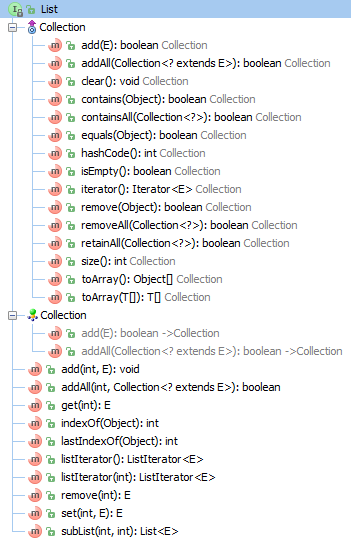 List
Collection
add(E): boolean Collection
addAll(Collection<? extends E>): boolean Collection
clear(): void Collection
contains(Object): boolean Collection
containsAll(Collection<?>): boolean Collection
equals(Object): boolean Collection
hashCode(): int Collection
isEmpty(): boolean Collection
iterator(): Iterator<E> Collection
remove(Object): boolean Collection
removeAll(Collection<?>): boolean Collection
retainAll(Collection<?>): boolean Collection
size(): int Collection
toArray(): Object[] Collection
toArray(T[]): T[] Collection
Collection
add(E): boolean ->Collection
addAll(Collection<? extends E>): boolean ->Collection
add(int, E): void
addAll(int, Collection<? extends E>): boolean
get(int): E
indexOf(Object): int
lastIndexOf(Object): int
listIterator(): ListIterator<E>
listIterator(int): ListIterator<E>
remove(int): E
set(int, E): E
subList(int, int): List<E>